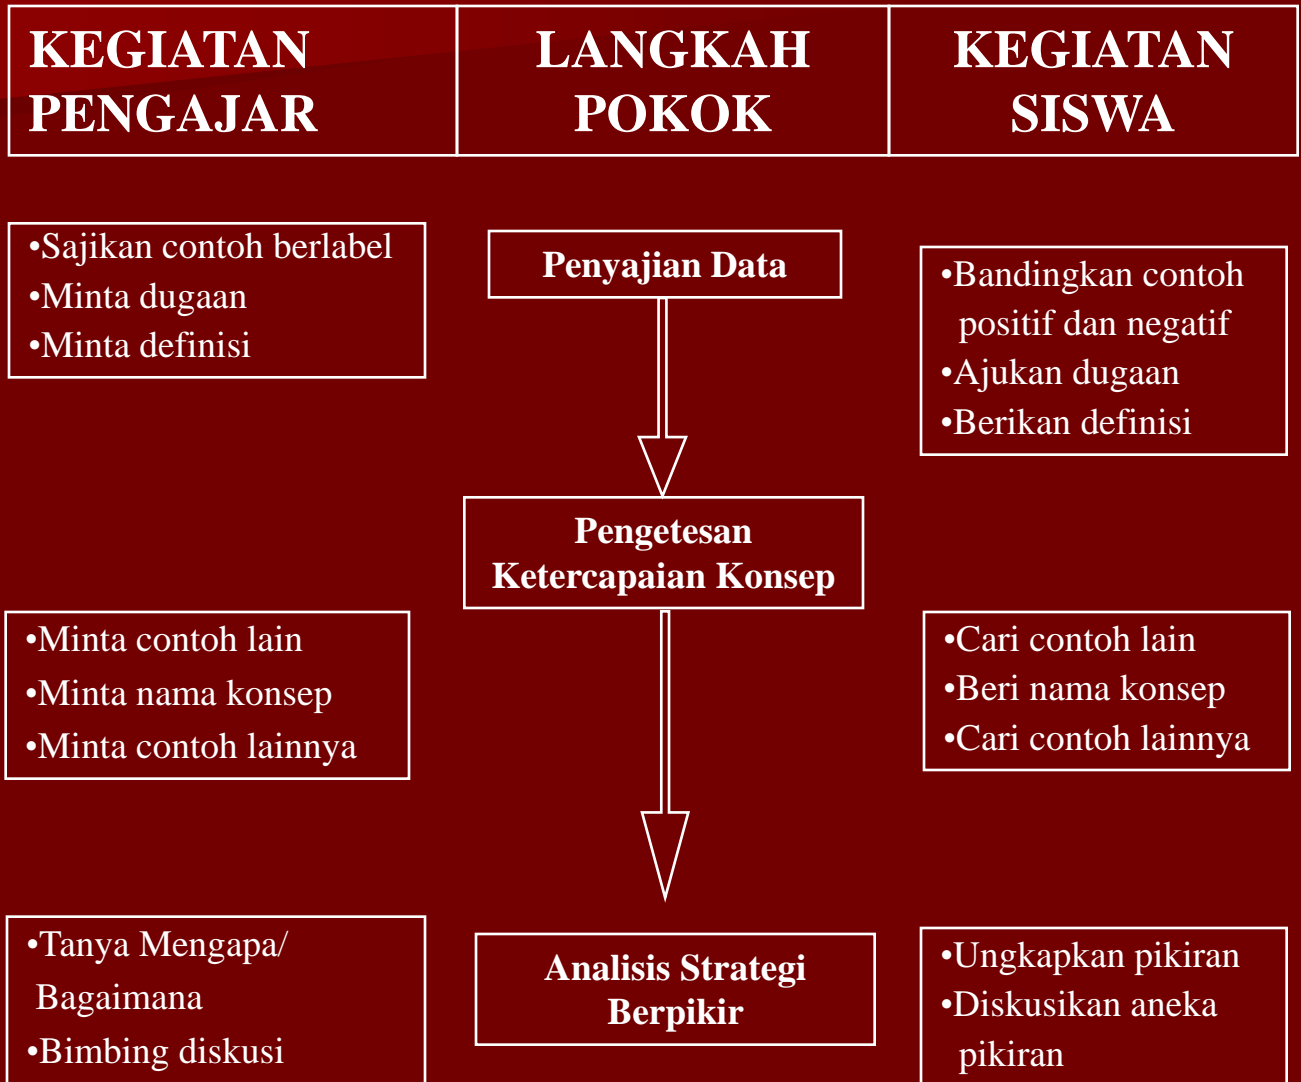 KEGIATAN
PENGAJAR
LANGKAH
POKOK
KEGIATAN
SISWA
•Sajikan contoh berlabel
•Minta dugaan
•Minta definisi
Penyajian Data
•Bandingkan contoh
positif dan negatif
•Ajukan dugaan
•Berikan definisi
Pengetesan
Ketercapaian Konsep
•Minta contoh lain
•Minta nama konsep
•Minta contoh lainnya
•Cari contoh lain
•Beri nama konsep
•Cari contoh lainnya
•Tanya Mengapa/
Bagaimana
•Bimbing diskusi
Analisis Strategi
Berpikir
•Ungkapkan pikiran
•Diskusikan aneka
pikiran